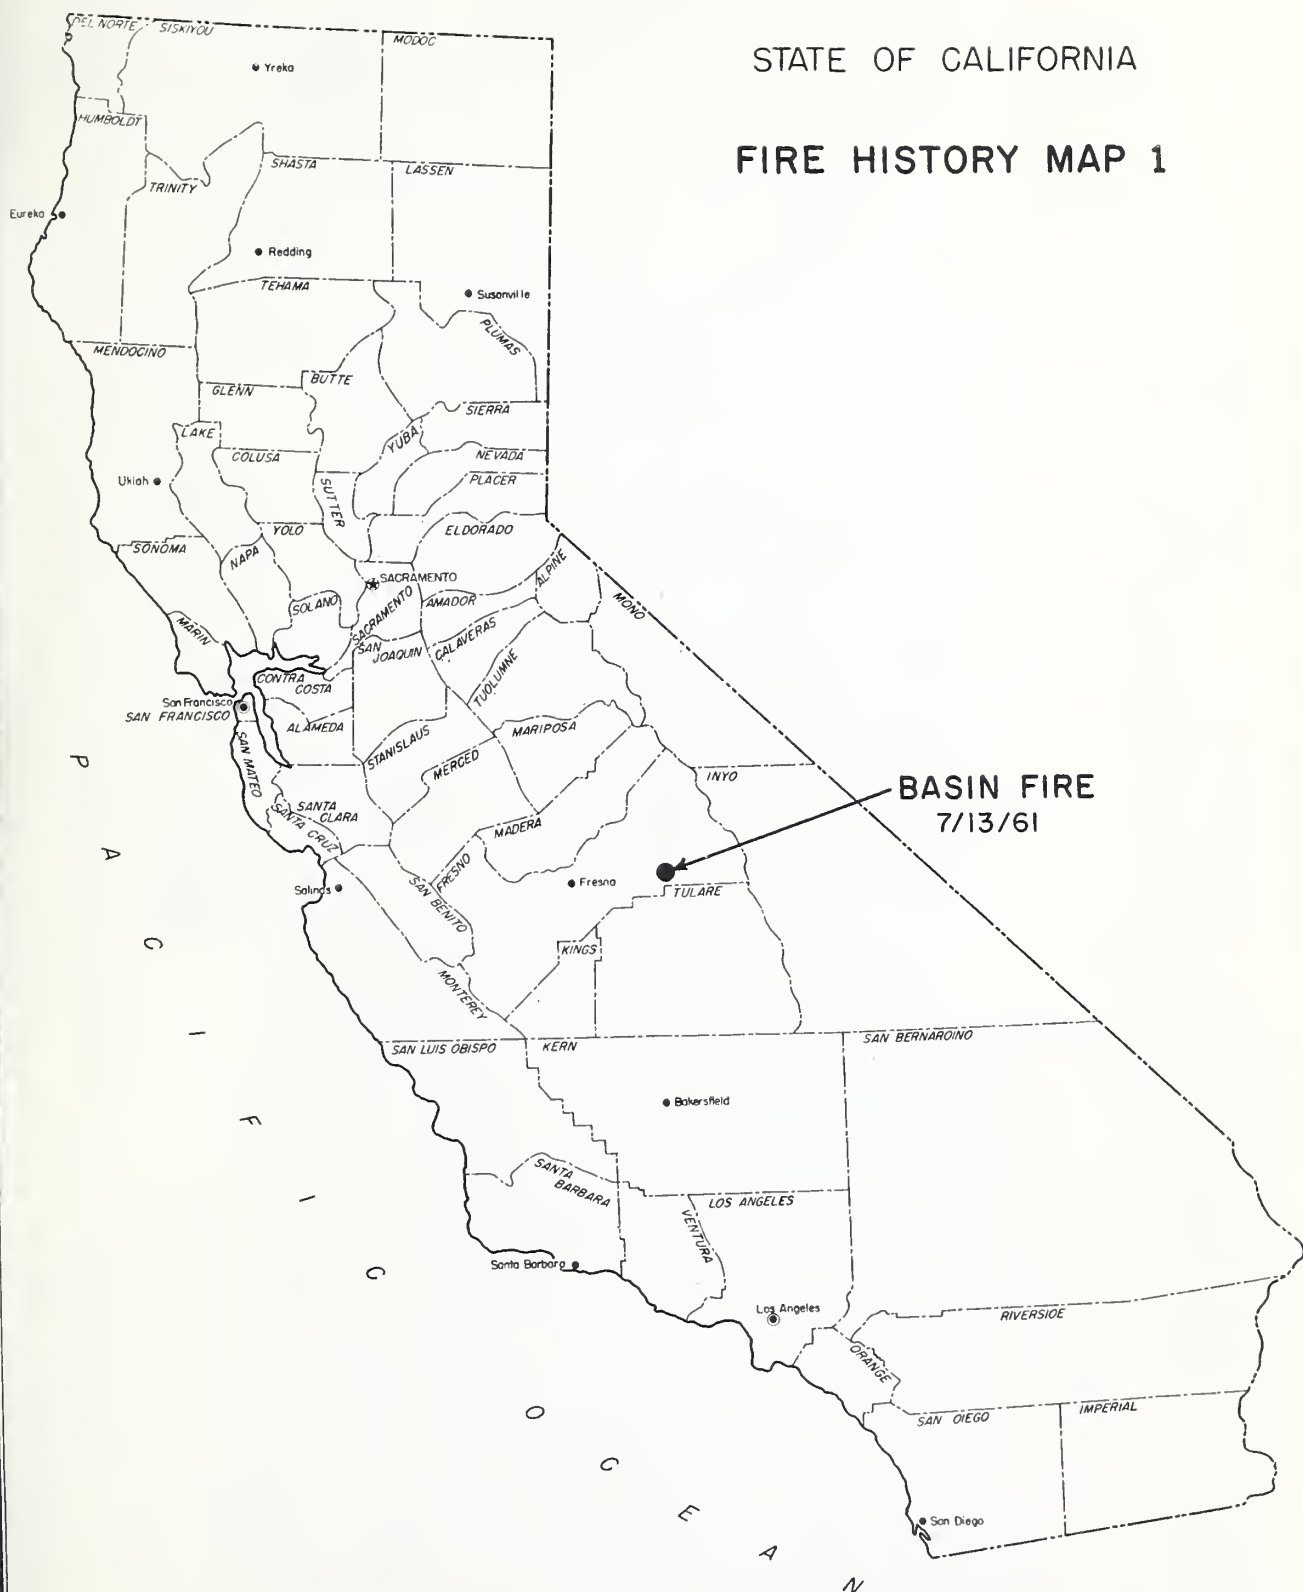 STATE OF CALIFORNIA
FIRE HISTORY MAP 1
DEL NORTE
SISKIYOU
MODOC
Yreka
HUMBOLDT
TRINITY
SHASTA
LASSEN
Eureka
Redding
TEHAMA
Susanville
PLUMAS
MENDOCINO
GLENN
BUTTE
SIERRA
LAKE
COLUSA
YUBA
NEVADA
Ukiah
SUTTER
PLACER
YOLO
ELDORADO
SONOMA
NAPA
ALPINE
SACRAMENTO
SOLANO
SACRAMENTO
AMADOR
MONO
MARIN
SAN
JOAQUIN
CALAVERAS
TUOLUMNE
CONTRA
COSTA
San Francisco
SAN FRANCISCO
ALAMEDA
STANISLAUS
MARIPOSA
SAN MATEO
MERCED
INYO
BASIN FIRE
7/13/61
SANTA
CLARA
SANTA CRUZ
MADERA
FRESNO
Fresno
Salinas
SAN BENITO
TULARE
KINGS
MONTEREY
SAN LUIS OBISPO
KERN
SAN BERNARDINO
Bakersfield
SANTA
BARBARA
LOS ANGELES
VENTURA
Santa Barbara
Los Angeles
RIVERSIDE
ORANGE
SAN DIEGO
IMPERIAL
San Diego
PACIFIC OCEAN